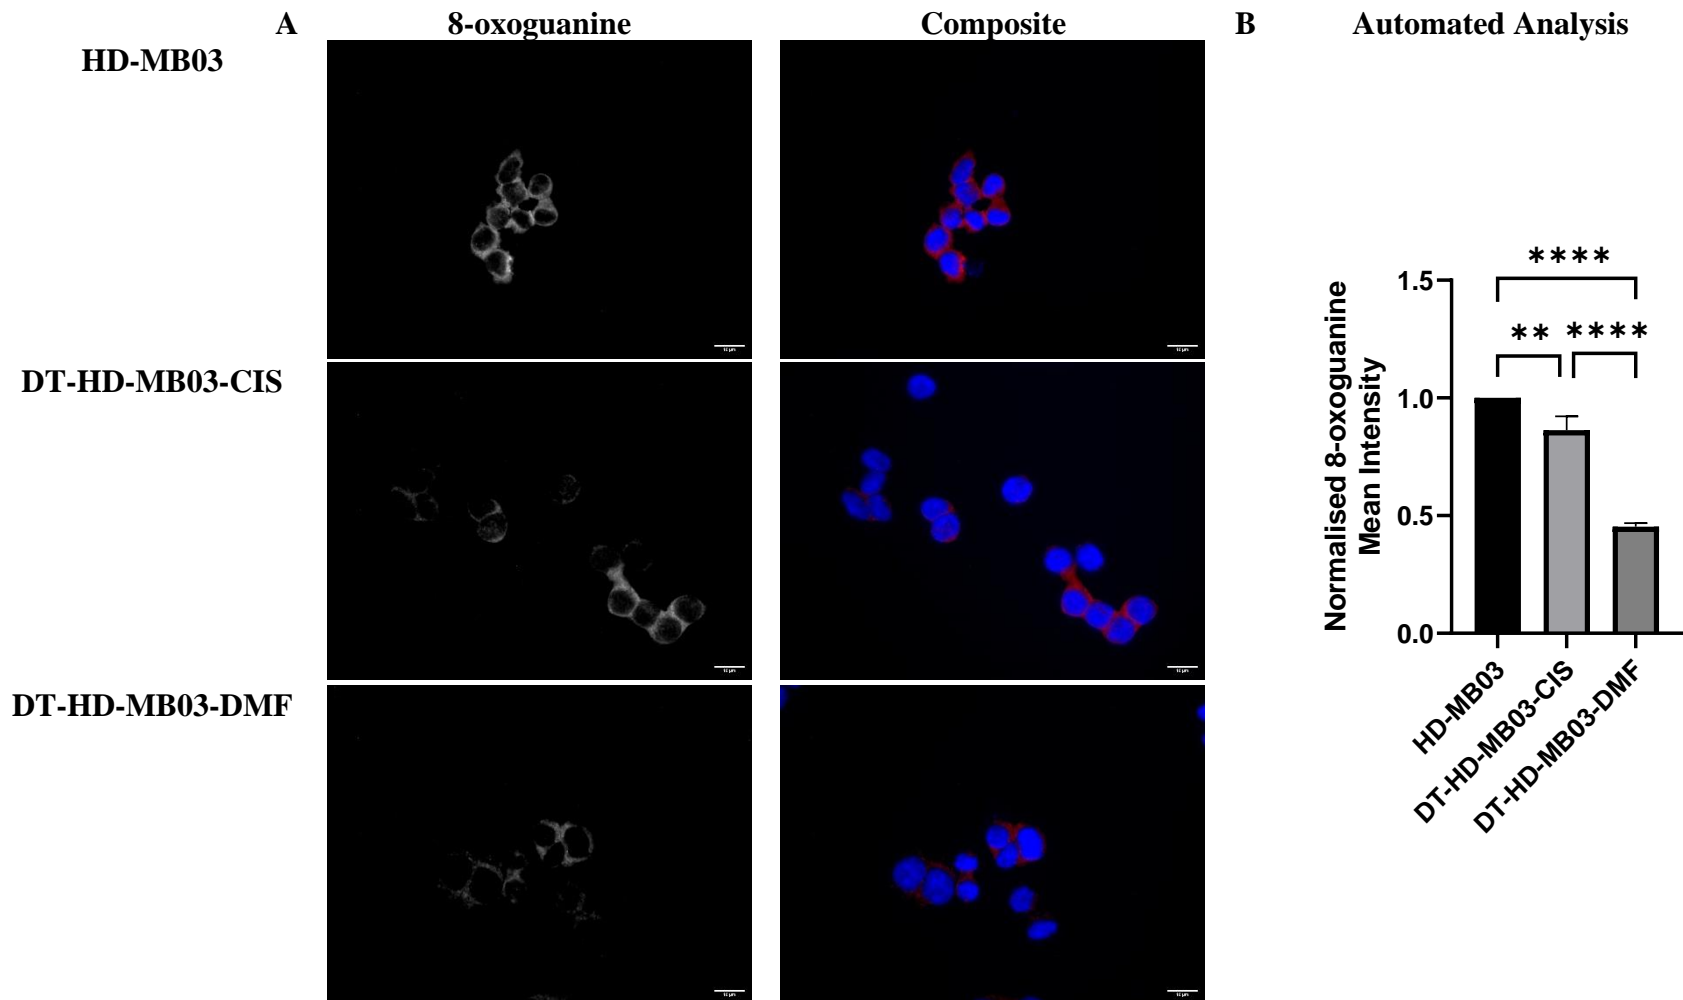 A 8-oxoguanine Composite B Automated Analysis
HD-MB03
DT-HD-MB03-CIS
DT-HD-MB03-DMF
****
** ****
Normalised 8-oxoguanine
Mean Intensity
1.5
1.0
0.5
0.0
HD-MB03
DT-HD-MB03-CIS
DT-HD-MB03-DMF